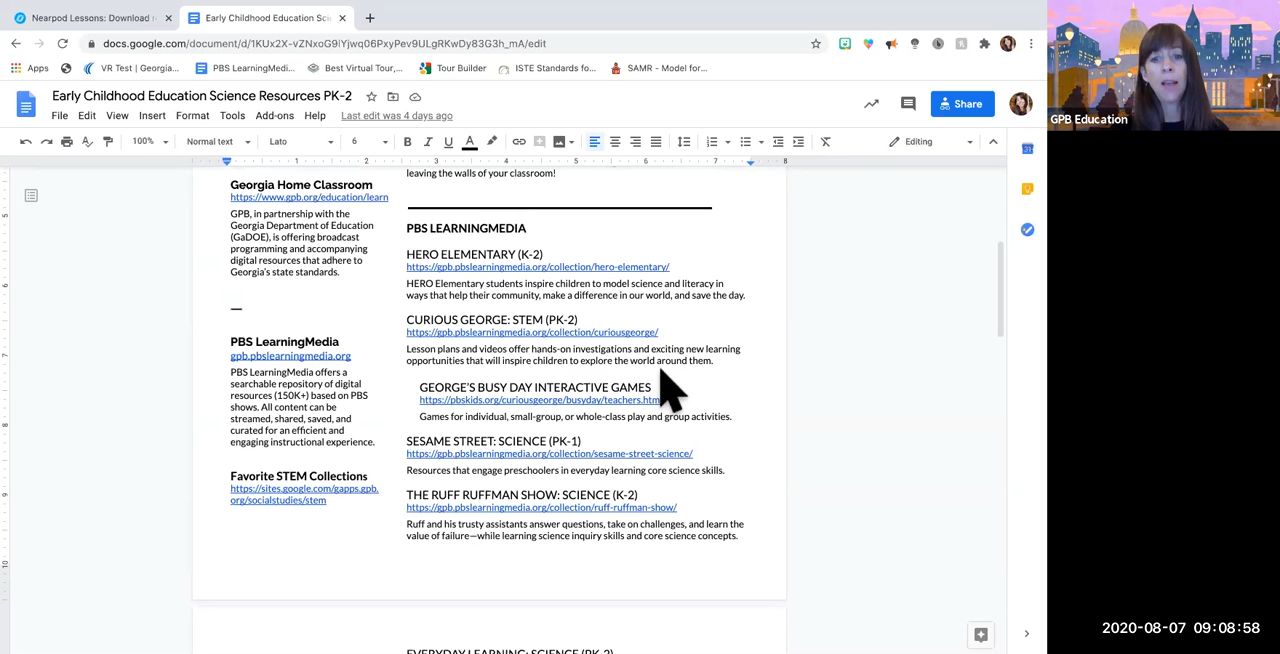 Nearpod Lessons: Download r
Early Childhood Education Scie
docs.google.com/document/d/1KUx2X-vZNxoG9lYjwq06PxyPev9ULgRKwDy83G3h_mA/edit
Apps
VR Test | Georgia...
PBS LearningMedi...
Best Virtual Tour,...
Tour Builder
ISTE Standards fo...
SAMR - Model for...
Early Childhood Education Science Resources PK-2
File Edit View Insert Format Tools Add-ons Help Last edit was 4 days ago
Share
100% Normal text Lato 6 B I U A Editing
1 2 3 4 5 6 7 8
leaving the walls of your classroom!
Georgia Home Classroom
https://www.gpb.org/education/learn
GPB, in partnership with the
Georgia Department of Education
(GaDOE), is offering broadcast
programming and accompanying
digital resources that adhere to
Georgia's state standards.
—
PBS LearningMedia
gpb.pbslearningmedia.org
PBS LearningMedia offers a
searchable repository of digital
resources (150K+) based on PBS
shows. All content can be
streamed, shared, saved, and
curated for an efficient and
engaging instructional experience.
Favorite STEM Collections
https://sites.google.com/gapps.gpb.
org/socialstudies/stem
PBS LEARNINGMEDIA
HERO ELEMENTARY (K-2)
https://gpb.pbslearningmedia.org/collection/hero-elementary/
HERO Elementary students inspire children to model science and literacy in
ways that help their community, make a difference in our world, and save the day.
CURIOUS GEORGE: STEM (PK-2)
https://gpb.pbslearningmedia.org/collection/curiousgeorge/
Lesson plans and videos offer hands-on investigations and exciting new learning
opportunities that will inspire children to explore the world around them.
GEORGE'S BUSY DAY INTERACTIVE GAMES
https://pbskids.org/curiousgeorge/busyday/teachers.htm
Games for individual, small-group, or whole-class play and group activities.
SESAME STREET: SCIENCE (PK-1)
https://gpb.pbslearningmedia.org/collection/sesame-street-science/
Resources that engage preschoolers in everyday learning core science skills.
THE RUFF RUFFMAN SHOW: SCIENCE (K-2)
https://gpb.pbslearningmedia.org/collection/ruff-ruffman-show/
Ruff and his trusty assistants answer questions, take on challenges, and learn the
value of failure—while learning science inquiry skills and core science concepts.
EVERYDAY LEARNING: SCIENCE (PK-2)
GPB Education
2020-08-07 09:08:58